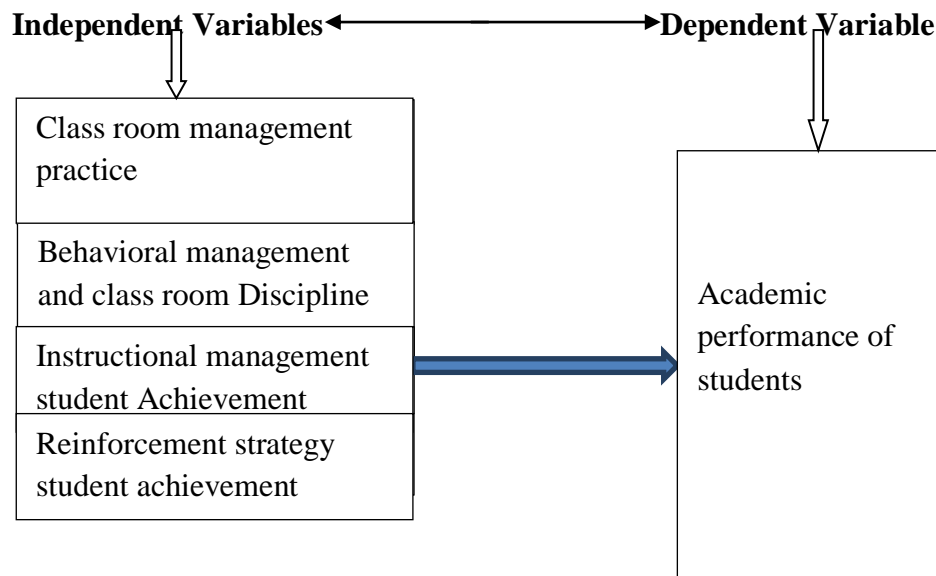 Independent Variables Dependent Variable
Class room management
practice
Behavioral management
and class room Discipline
Instructional management
student Achievement
Reinforcement strategy
student achievement
Academic
performance of
students